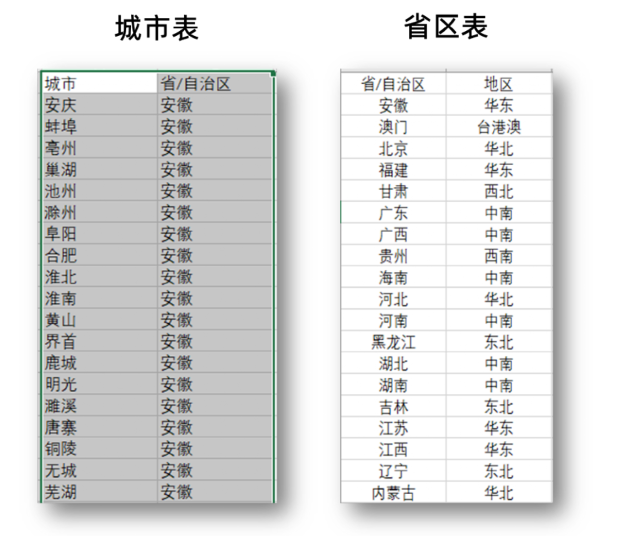 城市表
城市 省/自治区
安庆 安徽
蚌埠 安徽
亳州 安徽
巢湖 安徽
池州 安徽
滁州 安徽
阜阳 安徽
合肥 安徽
淮北 安徽
淮南 安徽
黄山 安徽
界首 安徽
鹿城 安徽
明光 安徽
濉溪 安徽
唐寨 安徽
铜陵 安徽
无城 安徽
芜湖 安徽
省区表
省/自治区 地区
安徽 华东
澳门 台港澳
北京 华北
福建 华东
甘肃 西北
广东 中南
广西 中南
贵州 西南
海南 中南
河北 华北
河南 中南
黑龙江 东北
湖北 中南
湖南 中南
吉林 东北
江苏 华东
江西 华东
辽宁 东北
内蒙古 华北